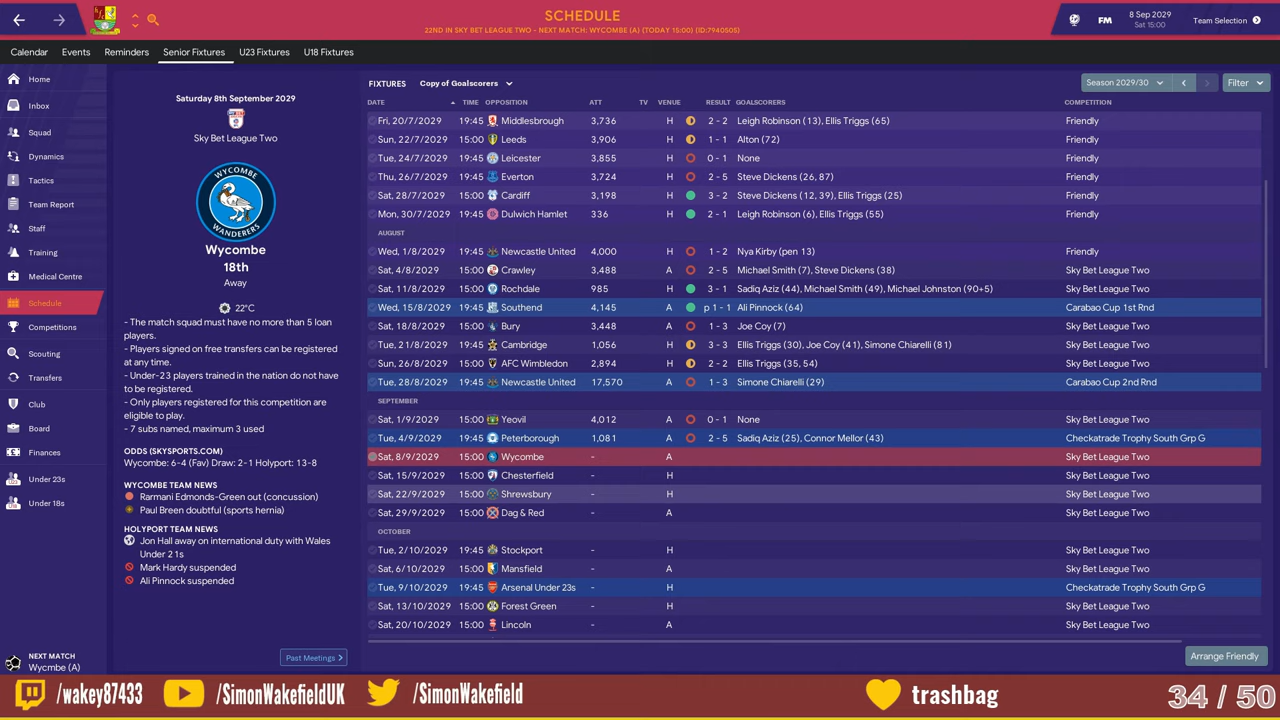 SCHEDULE
22ND IN SKY BET LEAGUE TWO - NEXT MATCH: WYCOMBE (A) (TODAY 15:00) (ID:7940505)
FM
8 Sep 2029
Sat 15:00
Team Selection
Calendar Events Reminders Senior Fixtures U23 Fixtures U18 Fixtures
Home
Inbox
Squad
Dynamics
Tactics
Team Report
Staff
Training
Medical Centre
Schedule
Competitions
Scouting
Transfers
Club
Board
Finances
Under 23s
Under 18s
NEXT MATCH
Wycombe (A)
Saturday 8th September 2029
Sky Bet League Two
WYCOMBE
WANDERERS
Wycombe
18th
Away
22°C
- The match squad must have no more than 5 loan
players.
- Players signed on free transfers can be registered
at any time.
- Under-23 players trained in the nation do not have
to be registered.
- Only players registered for this competition are
eligible to play.
- 7 subs named, maximum 3 used
ODDS (SKYSPORTS.COM)
Wycombe: 6-4 (Fav) Draw: 2-1 Holyport: 13-8
WYCOMBE TEAM NEWS
Ramani Edmonds-Green out (concussion)
Paul Breen doubtful (sports hernia)
HOLYPORT TEAM NEWS
Jon Hall away on international duty with Wales
Under 21s
Mark Hardy suspended
Ali Pinnock suspended
Past Meetings
FIXTURES Copy of Goalscorers
Season 2029/30 Filter
DATE TIME OPPOSITION ATT TV VENUE RESULT GOALSCORERS COMPETITION
Fri, 20/7/2029 19:45 Middlesbrough 3,736 H 2 - 2 Leigh Robinson (13), Ellis Triggs (65) Friendly
Sun, 22/7/2029 15:00 Leeds 3,906 H 1 - 1 Alton (72) Friendly
Tue, 24/7/2029 19:45 Leicester 3,855 H 0 - 1 None Friendly
Thu, 26/7/2029 19:45 Everton 3,724 H 2 - 5 Steve Dickens (26, 87) Friendly
Sat, 28/7/2029 15:00 Cardiff 3,198 H 3 - 2 Steve Dickens (12, 39), Ellis Triggs (25) Friendly
Mon, 30/7/2029 19:45 Dulwich Hamlet 336 H 2 - 1 Leigh Robinson (6), Ellis Triggs (55) Friendly
AUGUST
Wed, 1/8/2029 19:45 Newcastle United 4,000 H 1 - 2 Nya Kirby (pen 13) Friendly
Sat, 4/8/2029 15:00 Crawley 3,488 A 2 - 5 Michael Smith (7), Steve Dickens (38) Sky Bet League Two
Sat, 11/8/2029 15:00 Rochdale 985 H 3 - 1 Sadiq Aziz (44), Michael Smith (49), Michael Johnston (90+5) Sky Bet League Two
Wed, 15/8/2029 19:45 Southend 4,145 A p 1 - 1 Ali Pinnock (64) Carabao Cup 1st Rnd
Sat, 18/8/2029 15:00 Bury 3,448 A 1 - 3 Joe Coy (7) Sky Bet League Two
Tue, 21/8/2029 19:45 Cambridge 1,056 H 3 - 3 Ellis Triggs (30), Joe Coy (41), Simone Chiarelli (81) Sky Bet League Two
Sun, 26/8/2029 15:00 AFC Wimbledon 2,894 H 2 - 2 Ellis Triggs (35, 54) Sky Bet League Two
Tue, 28/8/2029 19:45 Newcastle United 17,570 A 1 - 3 Simone Chiarelli (29) Carabao Cup 2nd Rnd
SEPTEMBER
Sat, 1/9/2029 15:00 Yeovil 4,012 A 0 - 1 None Sky Bet League Two
Tue, 4/9/2029 19:45 Peterborough 1,081 A 2 - 5 Sadiq Aziz (25), Connor Mellor (43) Checkatrade Trophy South Grp G
Sat, 8/9/2029 15:00 Wycombe - A Sky Bet League Two
Sat, 15/9/2029 15:00 Chesterfield - H Sky Bet League Two
Sat, 22/9/2029 15:00 Shrewsbury - H Sky Bet League Two
Sat, 29/9/2029 15:00 Dag & Red - A Sky Bet League Two
OCTOBER
Tue, 2/10/2029 19:45 Stockport - H Sky Bet League Two
Sat, 6/10/2029 15:00 Mansfield - A Sky Bet League Two
Tue, 9/10/2029 19:45 Arsenal Under 23s - H Checkatrade Trophy South Grp G
Sat, 13/10/2029 15:00 Forest Green - H Sky Bet League Two
Sat, 20/10/2029 15:00 Lincoln - A Sky Bet League Two
Arrange Friendly
/wakey87433 /SimonWakefieldUK /SimonWakefield trashbag 34 / 50